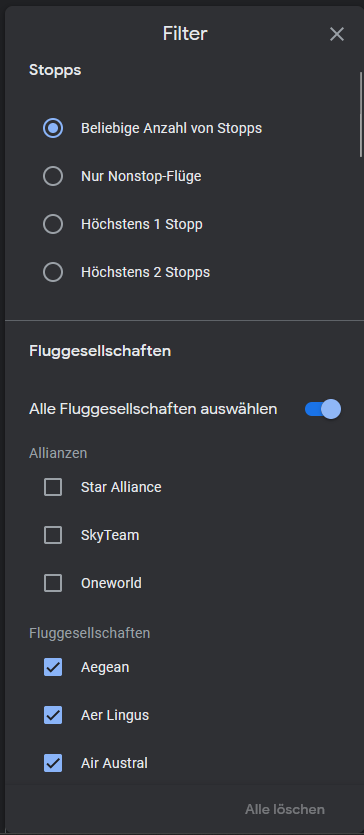 Filter
Stopps
Beliebige Anzahl von Stopps
Nur Nonstop-Flüge
Höchstens 1 Stopp
Höchstens 2 Stopps
Fluggesellschaften
Alle Fluggesellschaften auswählen
Allianzen
Star Alliance
SkyTeam
Oneworld
Fluggesellschaften
Aegean
Aer Lingus
Air Austral
Alle löschen